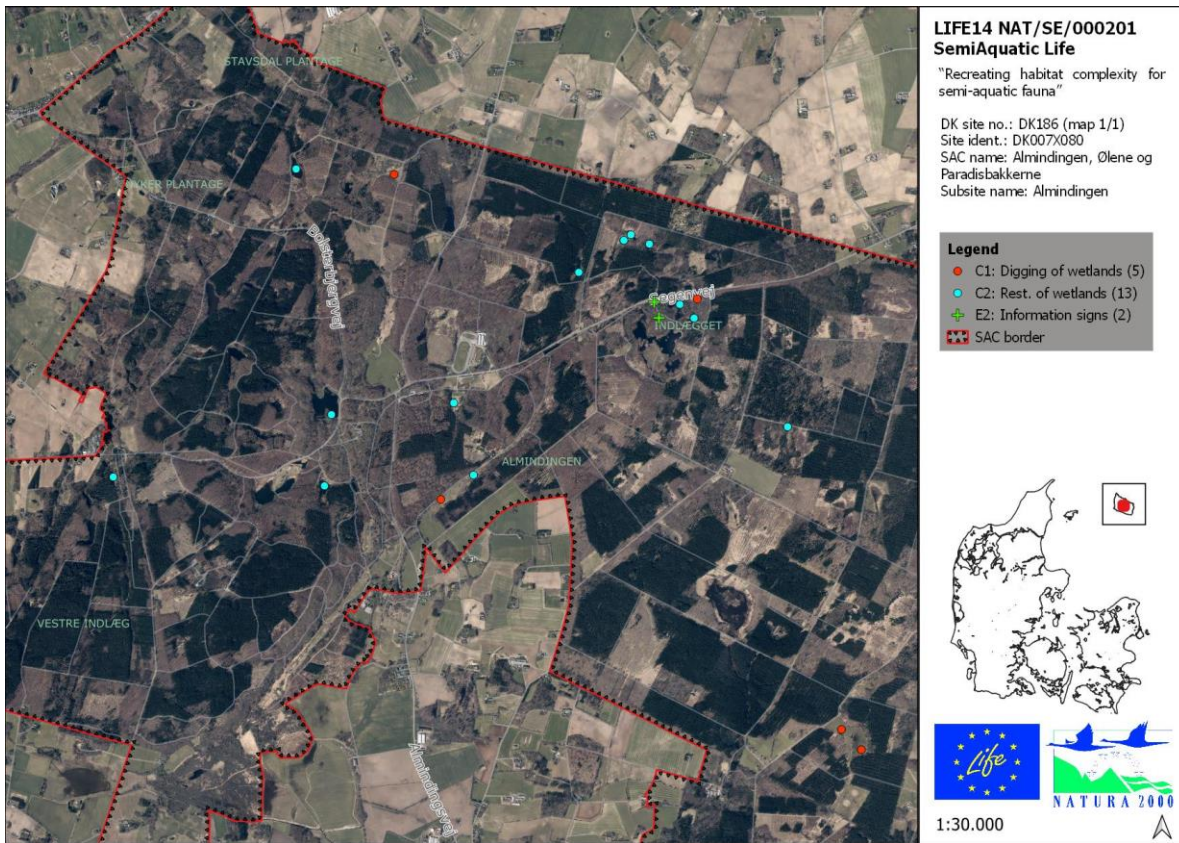 STAVSDAL PLANTAGE
NYKER PLANTAGE
Bolsterbjergvej
Segenvej
INDLÆGGET
ALMINDINGEN
VESTRE INDLÆG
Almindingsvej
LIFE14 NAT/SE/000201
SemiAquatic Life
“Recreating habitat complexity for
semi-aquatic fauna”
DK site no.: DK186 (map 1/1)
Site ident.: DK007X080
SAC name: Almindingen, Ølene og
Paradisbakkerne
Subsite name: Almindingen
Legend
C1: Digging of wetlands (5)
C2: Rest. of wetlands (13)
E2: Information signs (2)
SAC border
Life
NATURA 2000
1:30.000